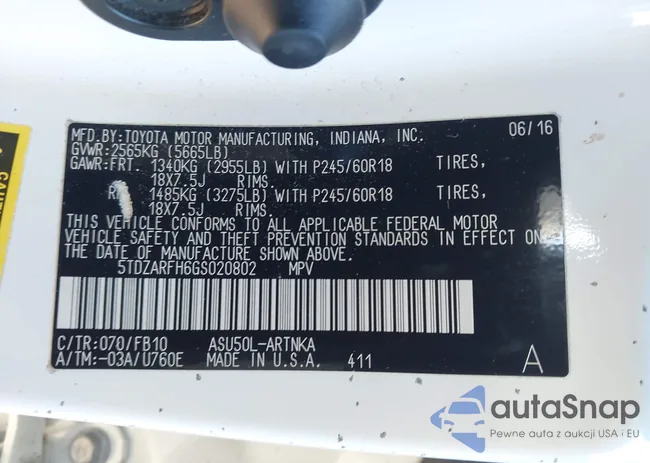 MFD.BY:TOYOTA MOTOR MANUFACTURING, INDIANA, INC. 06/16
GVWR:2565KG (5665LB)
GAWR:FRT. 1340KG (2955LB) WITH P245/60R18 TIRES,
18X7.5J RIMS.
1485KG (3275LB) WITH P245/60R18 TIRES,
18X7.5J RIMS.
THIS VEHICLE CONFORMS TO ALL APPLICABLE FEDERAL MOTOR
VEHICLE SAFETY AND THEFT PREVENTION STANDARDS IN EFFECT ON
THE DATE OF MANUFACTURE SHOWN ABOVE.
5TDZARFH6GS020802 MPV
C/TR:070/FB10 ASU50L-ARTNKA
A/TM:-03A/U760E MADE IN U.S.A. 411 A
autaSnap
Pewne auta z aukcji USA i EU